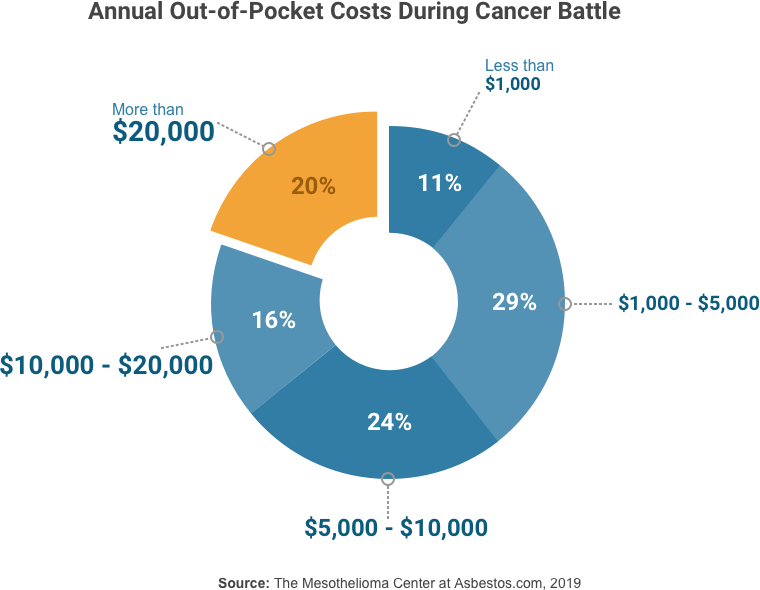 Annual Out-of-Pocket Costs During Cancer Battle
Less than
$1,000
More than
$20,000
11%
20%
29%
$1,000 - $5,000
16%
$10,000 - $20,000
24%
$5,000 - $10,000
Source: The Mesothelioma Center at Asbestos.com, 2019